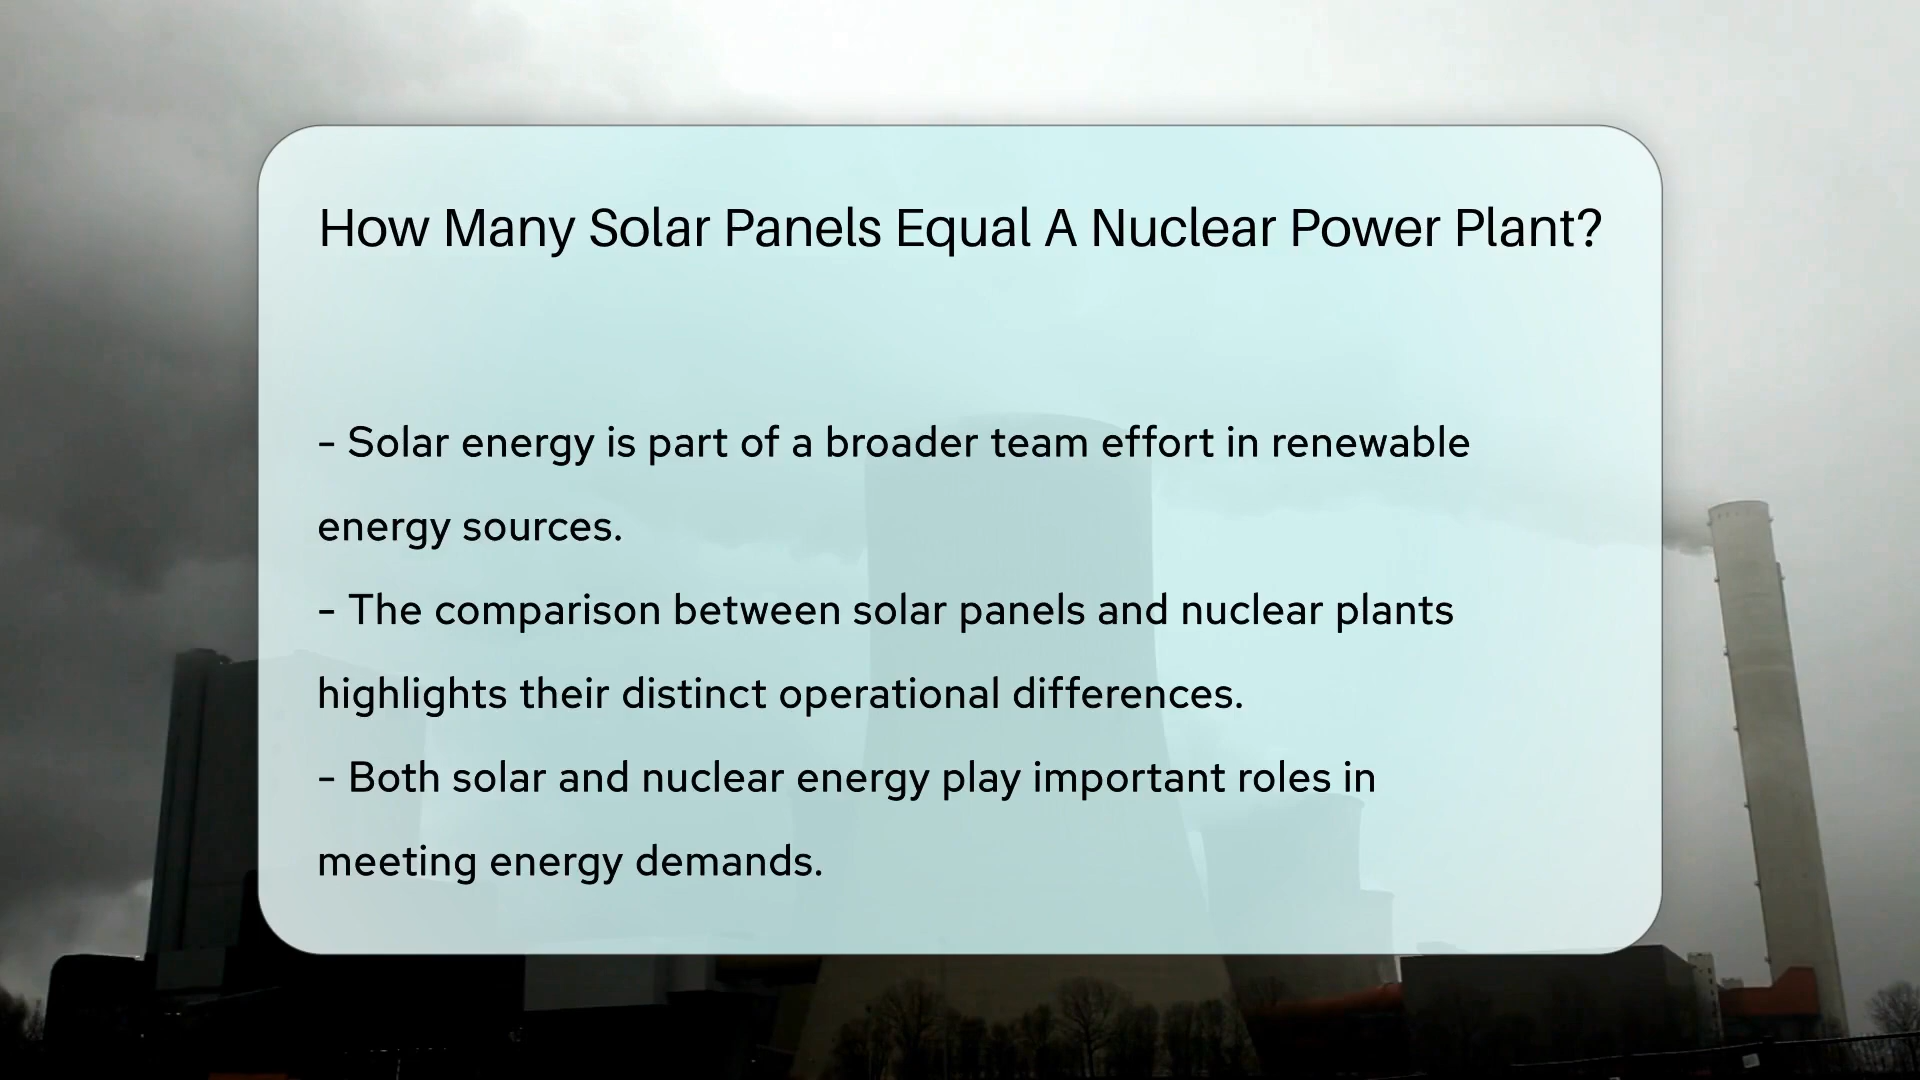 How Many Solar Panels Equal A Nuclear Power Plant?
- Solar energy is part of a broader team effort in renewable
energy sources.
- The comparison between solar panels and nuclear plants
highlights their distinct operational differences.
- Both solar and nuclear energy play important roles in
meeting energy demands.